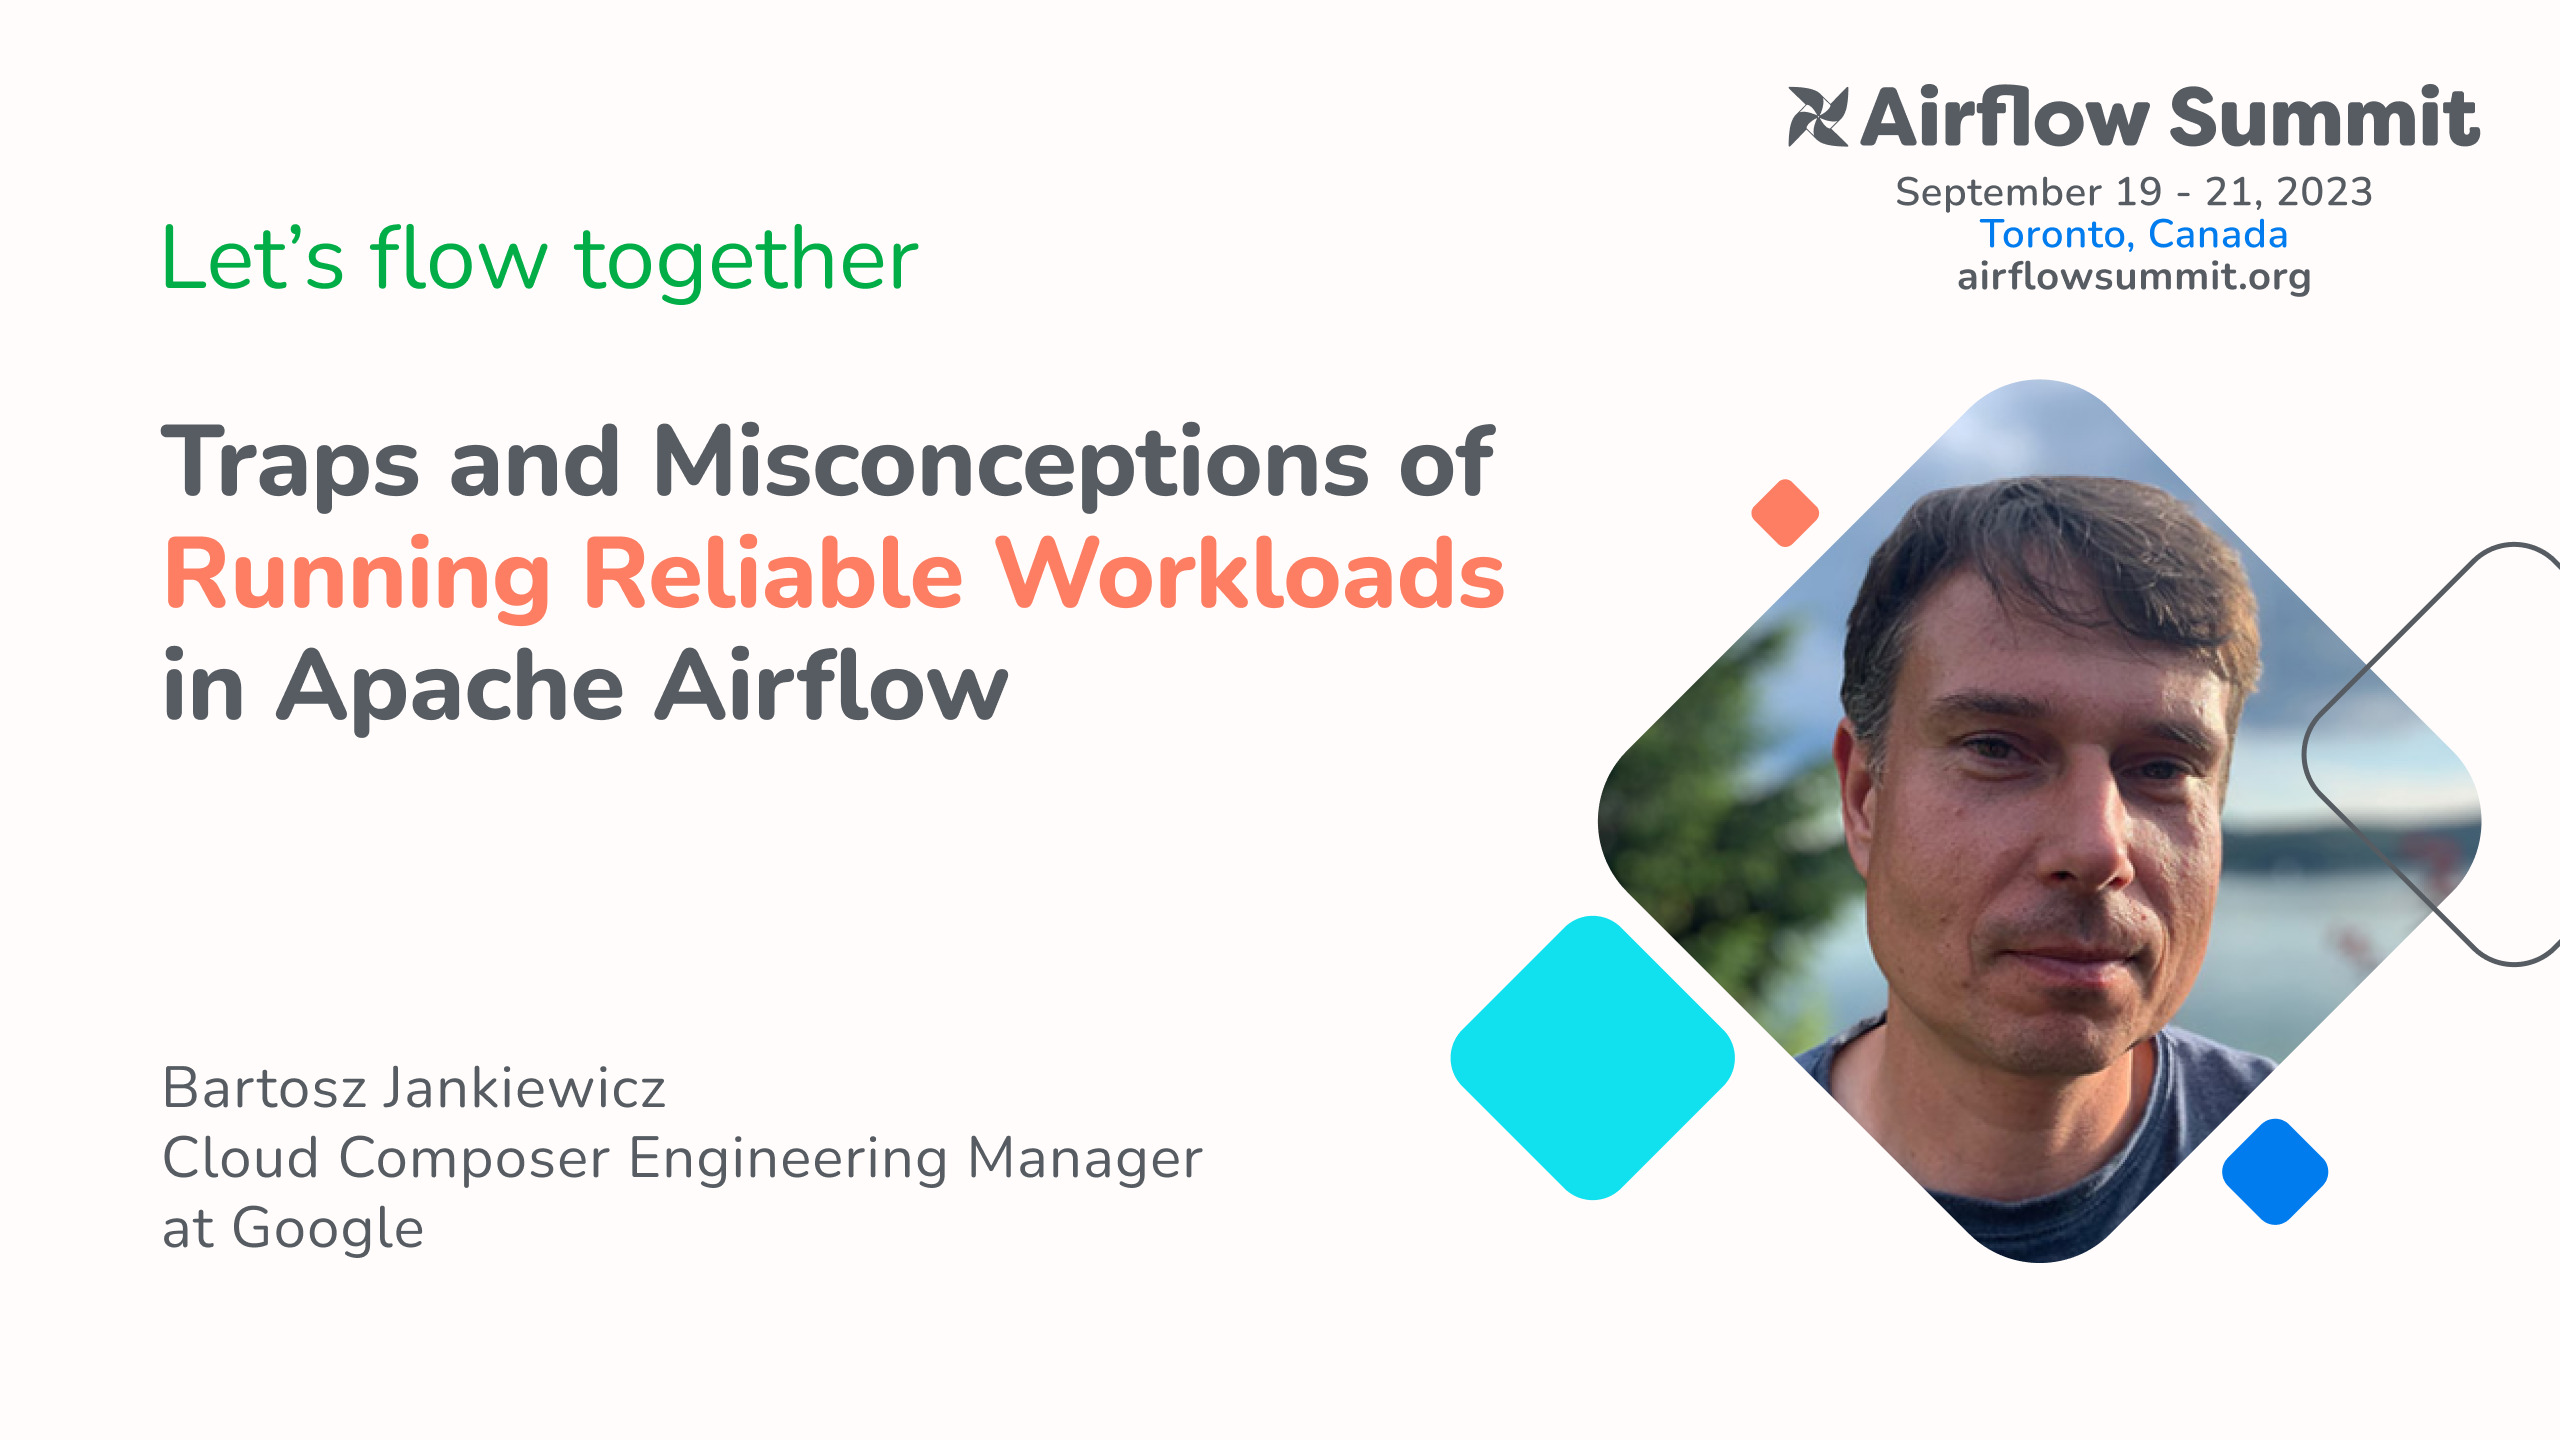 Airflow Summit
September 19 - 21, 2023
Toronto, Canada
airflowsummit.org
Let’s flow together
Traps and Misconceptions of
Running Reliable Workloads
in Apache Airflow
Bartosz Jankiewicz
Cloud Composer Engineering Manager
at Google